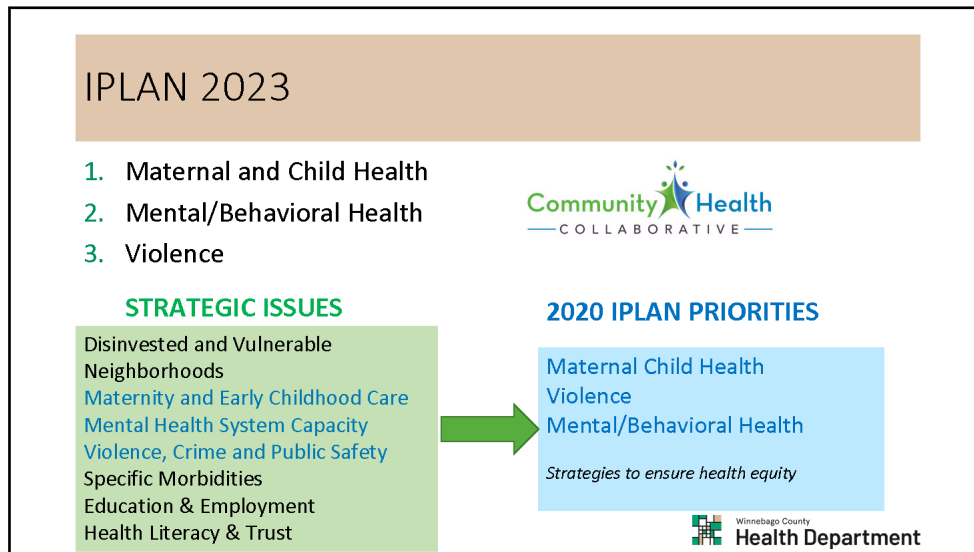 IPLAN 2023
1. Maternal and Child Health
2. Mental/Behavioral Health
3. Violence
Community Health
COLLABORATIVE
STRATEGIC ISSUES
Disinvested and Vulnerable
Neighborhoods
Maternity and Early Childhood Care
Mental Health System Capacity
Violence, Crime and Public Safety
Specific Morbidities
Education & Employment
Health Literacy & Trust
2020 IPLAN PRIORITIES
Maternal Child Health
Violence
Mental/Behavioral Health
Strategies to ensure health equity
Winnebago County
Health Department